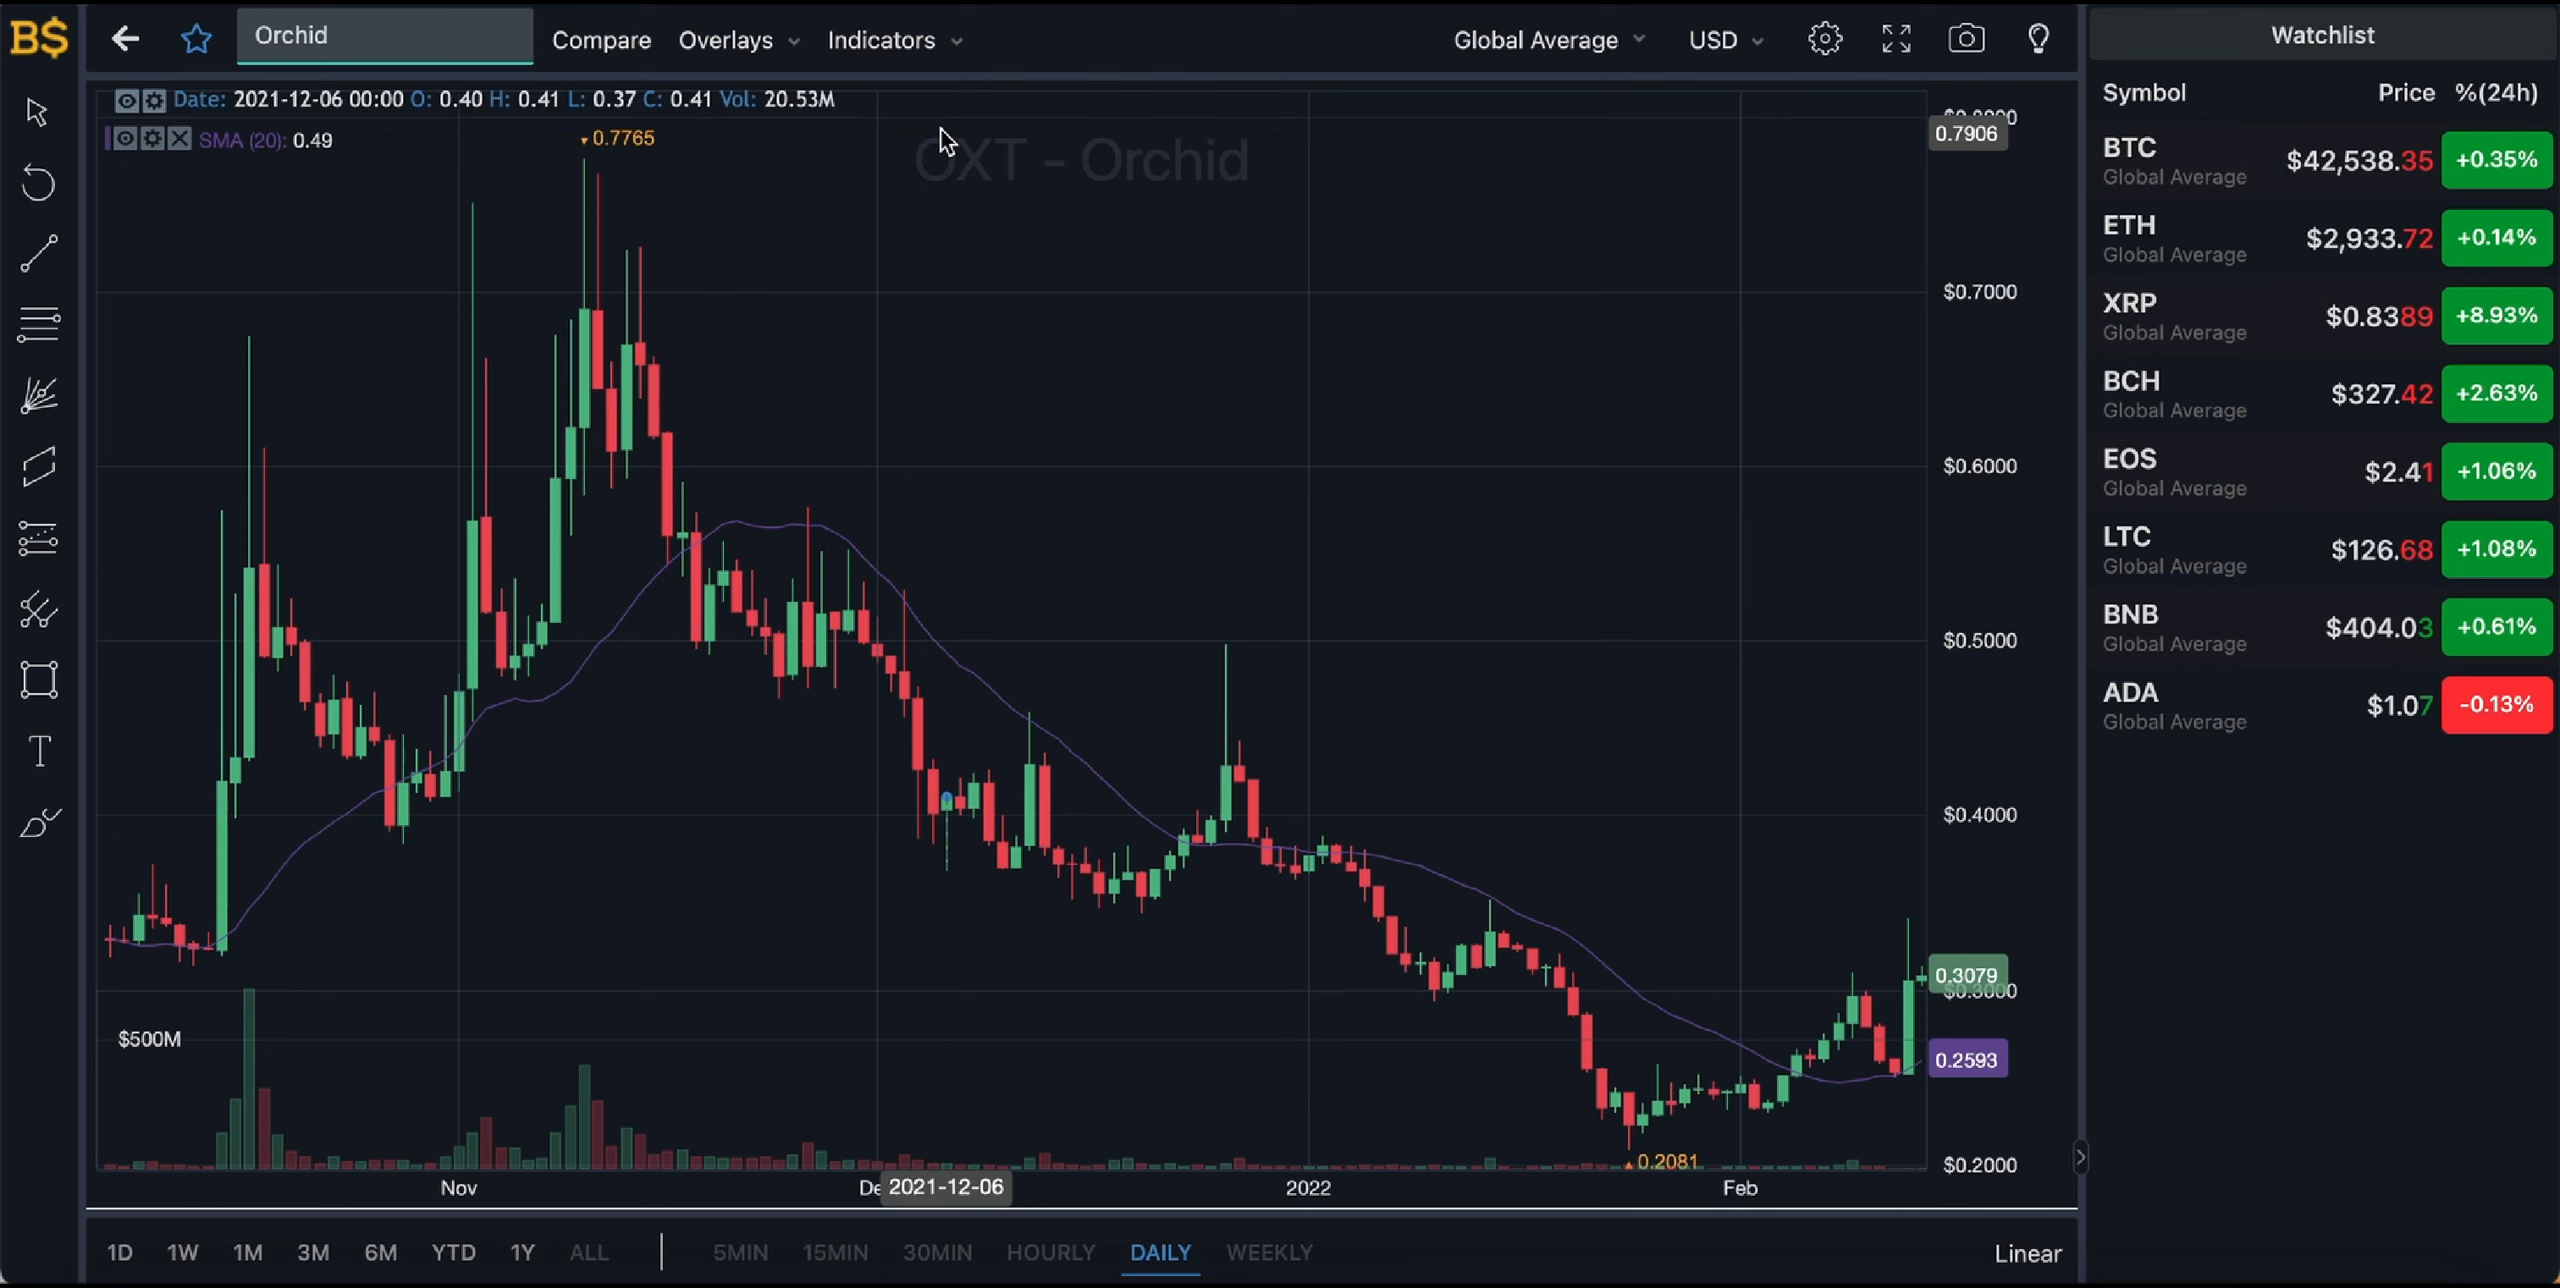 B$
Orchid
Compare
Overlays
Indicators
Global Average
USD
Watchlist
Date: 2021-12-06 00:00 O: 0.40 H: 0.41 L: 0.37 C: 0.41 Vol: 20.53M
SMA (20): 0.49
0.7765
OXT - Orchid
0.7906
$0.7000
$0.6000
$0.5000
$0.4000
0.3079
$0.3000
0.2593
$0.2000
$500M
0.2081
Nov
De
2021-12-06
2022
Feb
1D 1W 1M 3M 6M YTD 1Y ALL
5MIN 15MIN 30MIN HOURLY DAILY WEEKLY
Linear
Symbol Price %(24h)
BTC $42,538.35 +0.35%
Global Average
ETH $2,933.72 +0.14%
Global Average
XRP $0.8389 +8.93%
Global Average
BCH $327.42 +2.63%
Global Average
EOS $2.41 +1.06%
Global Average
LTC $126.68 +1.08%
Global Average
BNB $404.03 +0.61%
Global Average
ADA $1.07 -0.13%
Global Average